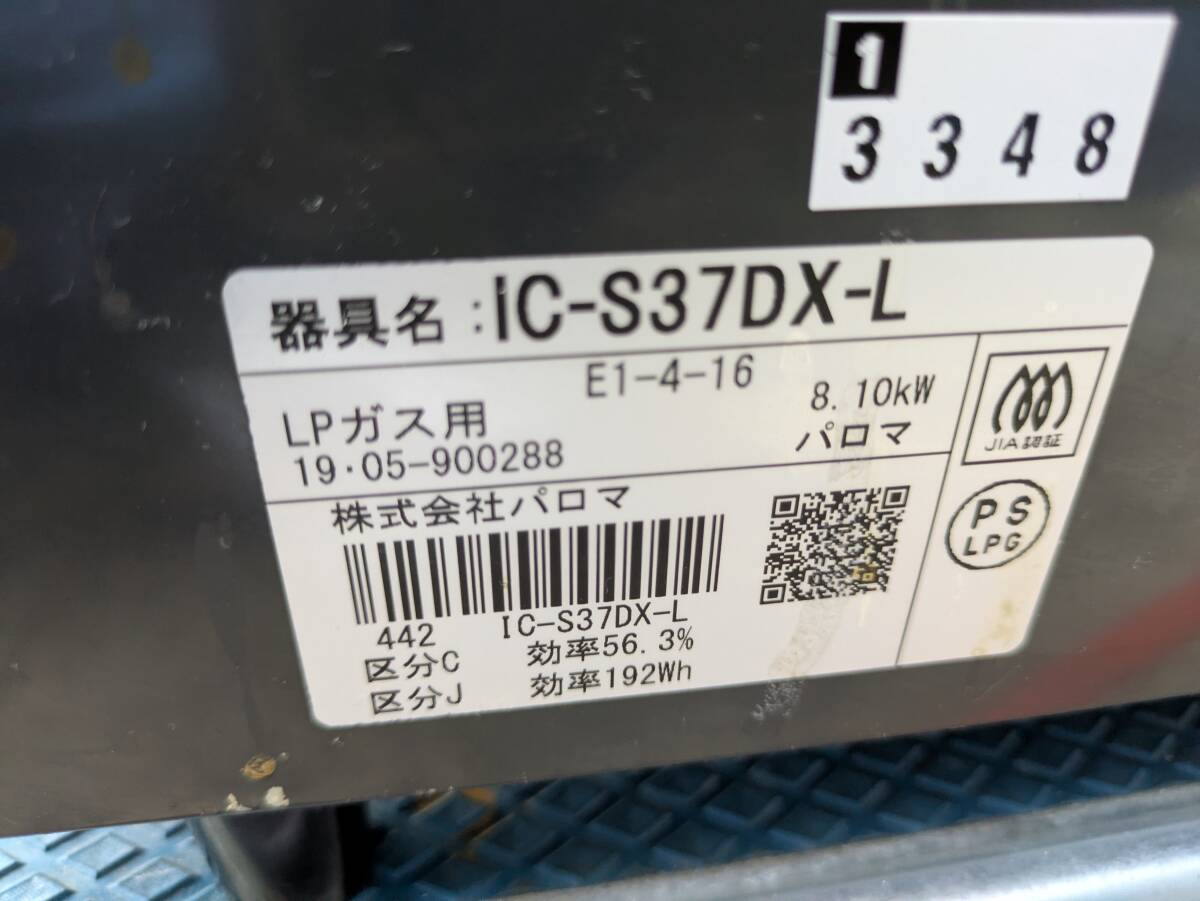 1
3348
器具名:IC-S37DX-L
E1-4-16
LPガス用
8.10kW
19・05-900288
パロマ
JIA認証
株式会社パロマ
PS
LPG
442 IC-S37DX-L
区分C 効率56.3%
区分J 効率192Wh